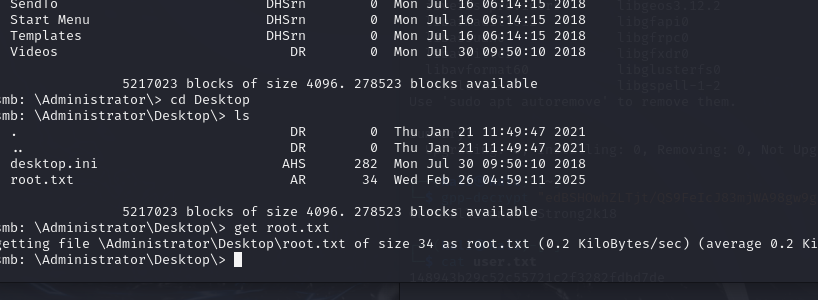 SendTo DHSrn 0 Mon Jul 16 06:14:15 2018
Start Menu DHSrn 0 Mon Jul 16 06:14:15 2018
Templates DHSrn 0 Mon Jul 16 06:14:15 2018
Videos DR 0 Mon Jul 30 09:50:10 2018
5217023 blocks of size 4096. 278523 blocks available
smb: \Administrator\> cd Desktop
smb: \Administrator\Desktop\> ls
. DR 0 Thu Jan 21 11:49:47 2021
.. DR 0 Thu Jan 21 11:49:47 2021
desktop.ini AHS 282 Mon Jul 30 09:50:10 2018
root.txt AR 34 Wed Feb 26 04:59:11 2025
5217023 blocks of size 4096. 278523 blocks available
smb: \Administrator\Desktop\> get root.txt
getting file \Administrator\Desktop\root.txt of size 34 as root.txt (0.2 KiloBytes/sec) (average 0.2 Ki
smb: \Administrator\Desktop\>
libgeos3.12.2
libgfapi0
libgfrpc0
libgfxdr0
libavformat60 libglusterfs0
libgspell-1-2
Use 'sudo apt autoremove' to remove them.
Removing: 0, Not Upg
cat user.txt